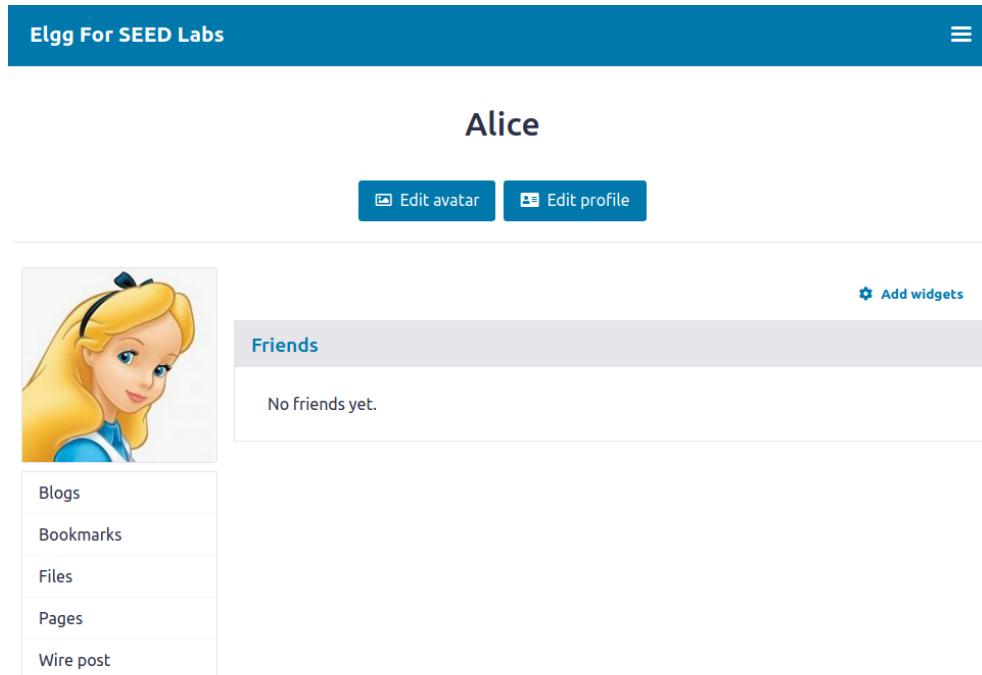 Elgg For SEED Labs
Alice
Edit avatar
Edit profile
Add widgets
Friends
No friends yet.
Blogs
Bookmarks
Files
Pages
Wire post